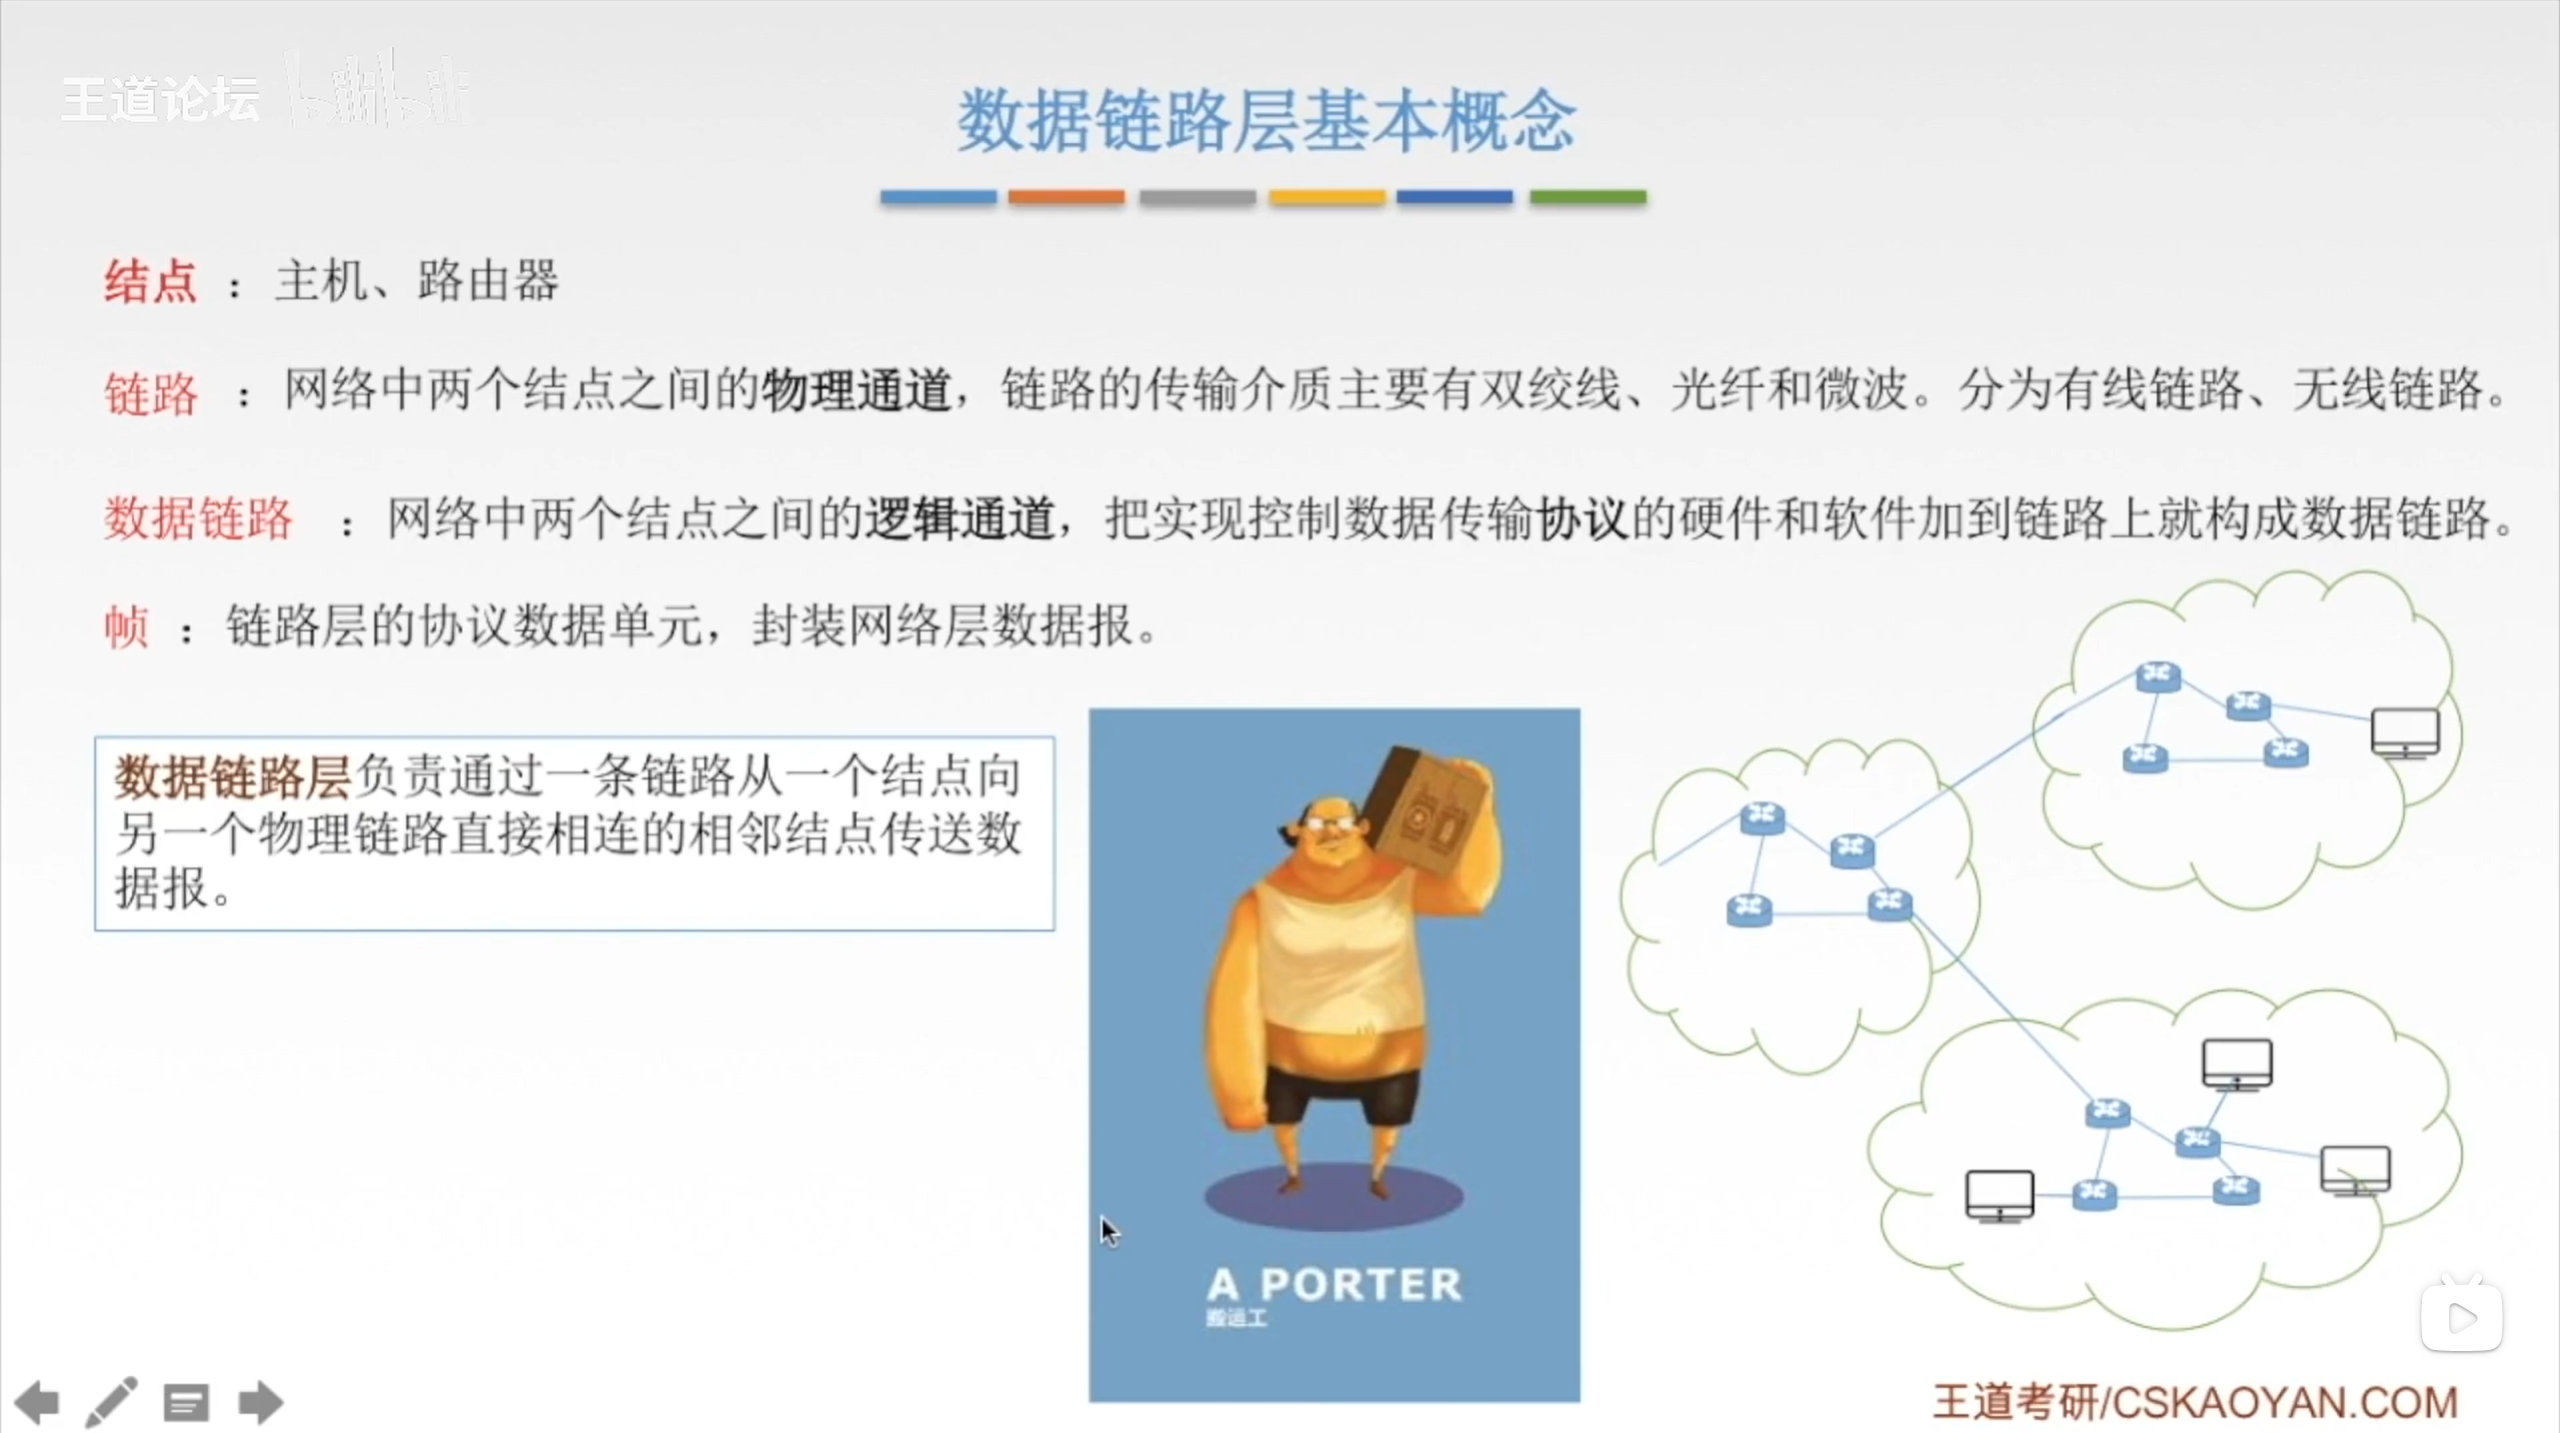 王道论坛 bilibili
数据链路层基本概念
结点 : 主机、路由器
链路 : 网络中两个结点之间的物理通道，链路的传输介质主要有双绞线、光纤和微波。分为有线链路、无线链路。
数据链路 : 网络中两个结点之间的逻辑通道，把实现控制数据传输协议的硬件和软件加到链路上就构成数据链路。
帧 : 链路层的协议数据单元，封装网络层数据报。
数据链路层负责通过一条链路从一个结点向
另一个物理链路直接相连的相邻结点传送数
据报。
A PORTER
搬运工
王道考研/CSKAOYAN.COM